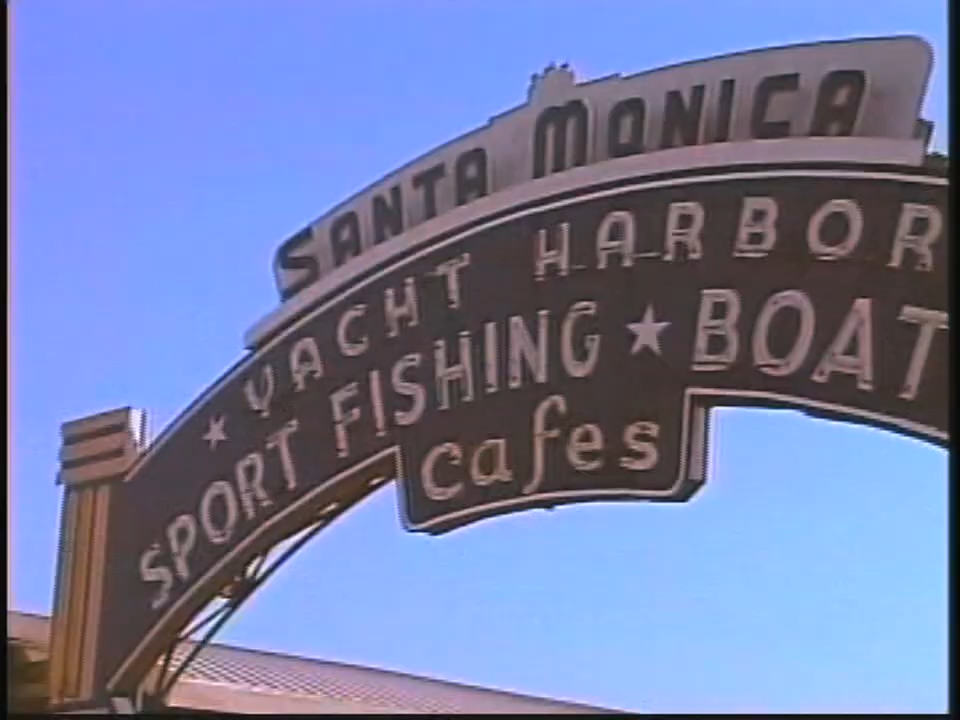 SANTA MONICA
★ YACHT HARBOR
SPORT FISHING ★ BOAT
cafes